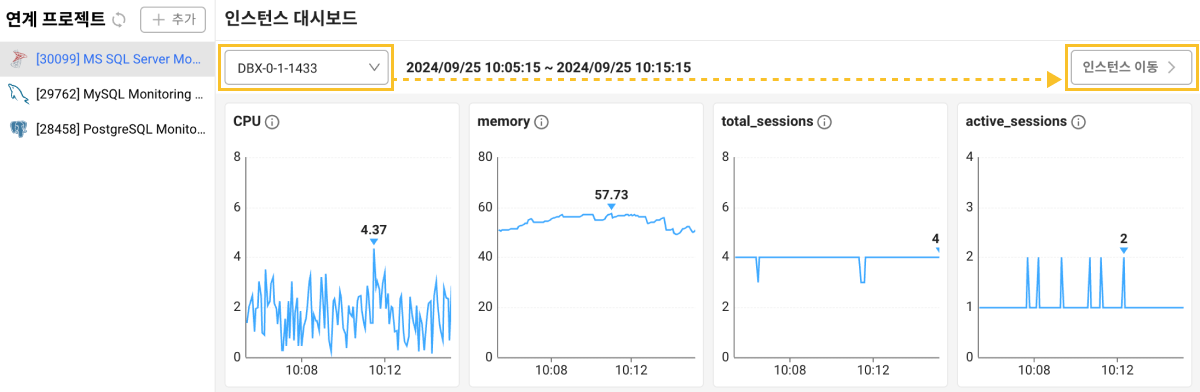 연계 프로젝트
추가
[30099] MS SQL Server Mo...
[29762] MySQL Monitoring ...
[28458] PostgreSQL Monito...
인스턴스 대시보드
DBX-0-1-1433
2024/09/25 10:05:15 ~ 2024/09/25 10:15:15
인스턴스 이동
CPU
8
6
4
2
0
4.37
10:08
10:12
memory
80
60
40
20
0
57.73
10:08
10:12
total_sessions
8
6
4
2
0
4
10:08
10:12
active_sessions
4
3
2
1
0
2
10:08
10:12